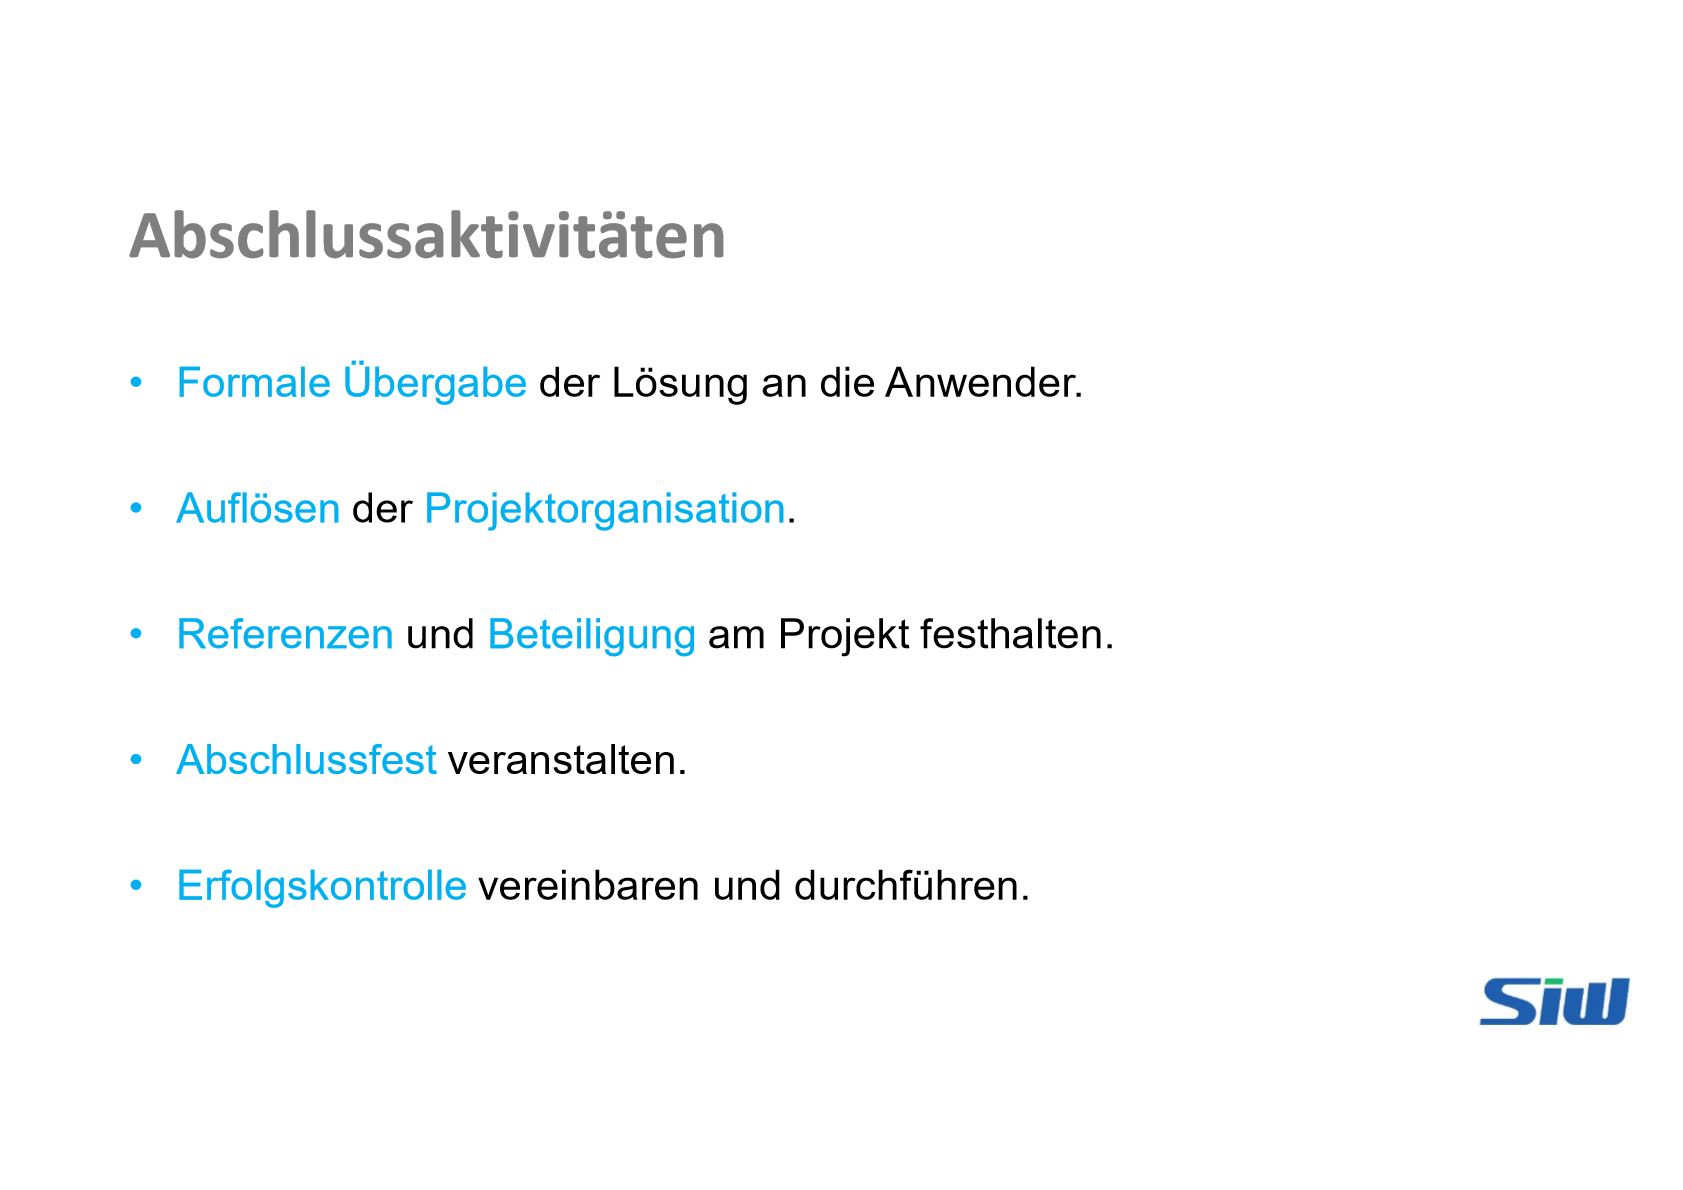 Abschlussaktivitäten
• Formale Übergabe der Lösung an die Anwender.
• Auflösen der Projektorganisation.
• Referenzen und Beteiligung am Projekt festhalten.
• Abschlussfest veranstalten.
• Erfolgskontrolle vereinbaren und durchführen.
Siw